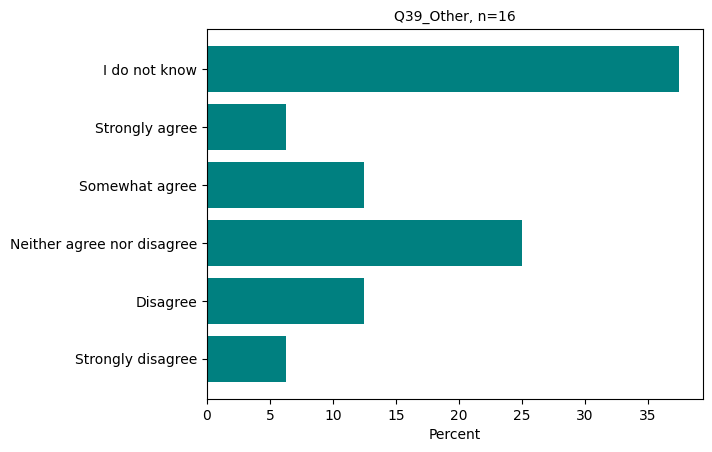 Q39_Other, n=16
I do not know
Strongly agree
Somewhat agree
Neither agree nor disagree
Disagree
Strongly disagree
0 5 10 15 20 25 30 35
Percent